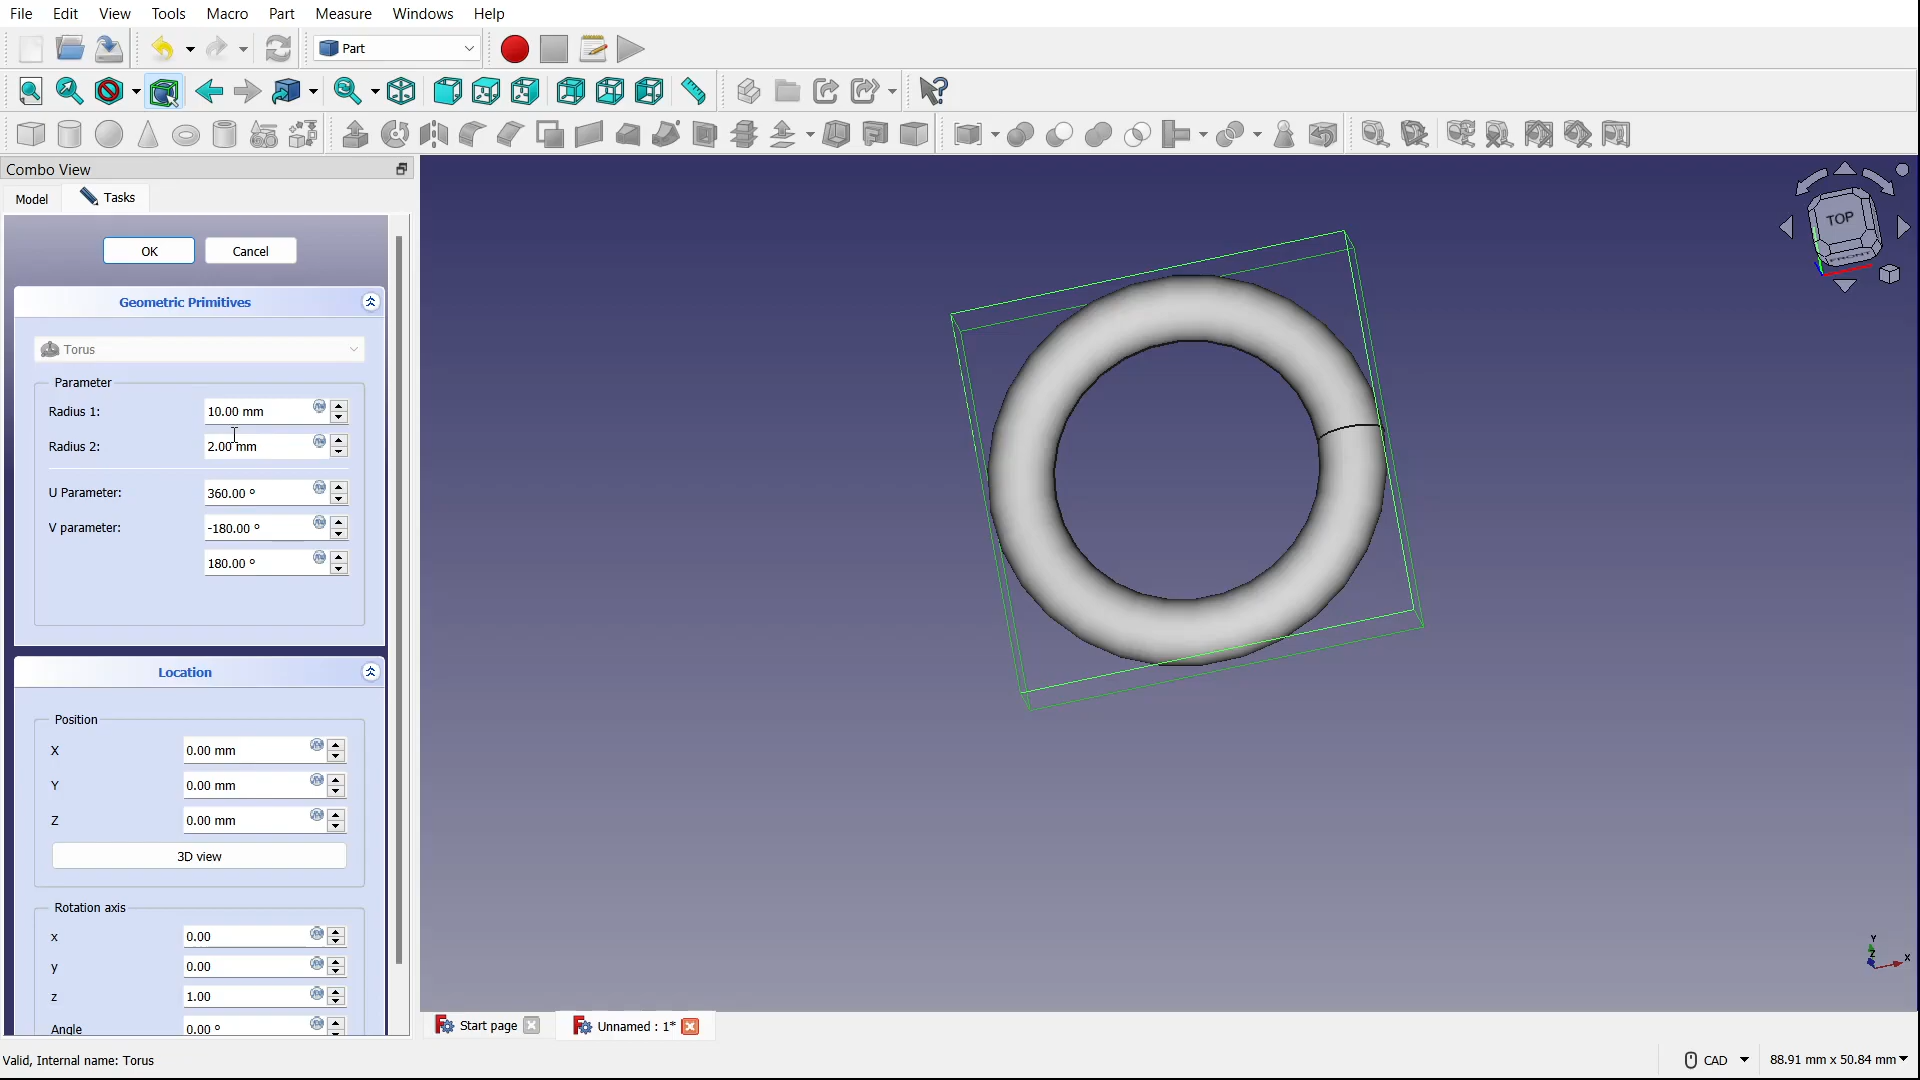 File Edit View Tools Macro Part Measure Windows Help
Part
Combo View
Model Tasks
OK Cancel
Geometric Primitives
Torus
Parameter
Radius 1: 10.00 mm
Radius 2: 2.00 mm
U Parameter: 360.00 °
V parameter: -180.00 °
180.00 °
Location
Position
X 0.00 mm
Y 0.00 mm
Z 0.00 mm
3D view
Rotation axis
x 0.00
y 0.00
z 1.00
Angle 0.00 °
TOP
FRONT
Y
Z
X
Start page Unnamed : 1*
Valid, Internal name: Torus
CAD 88.91 mm x 50.84 mm